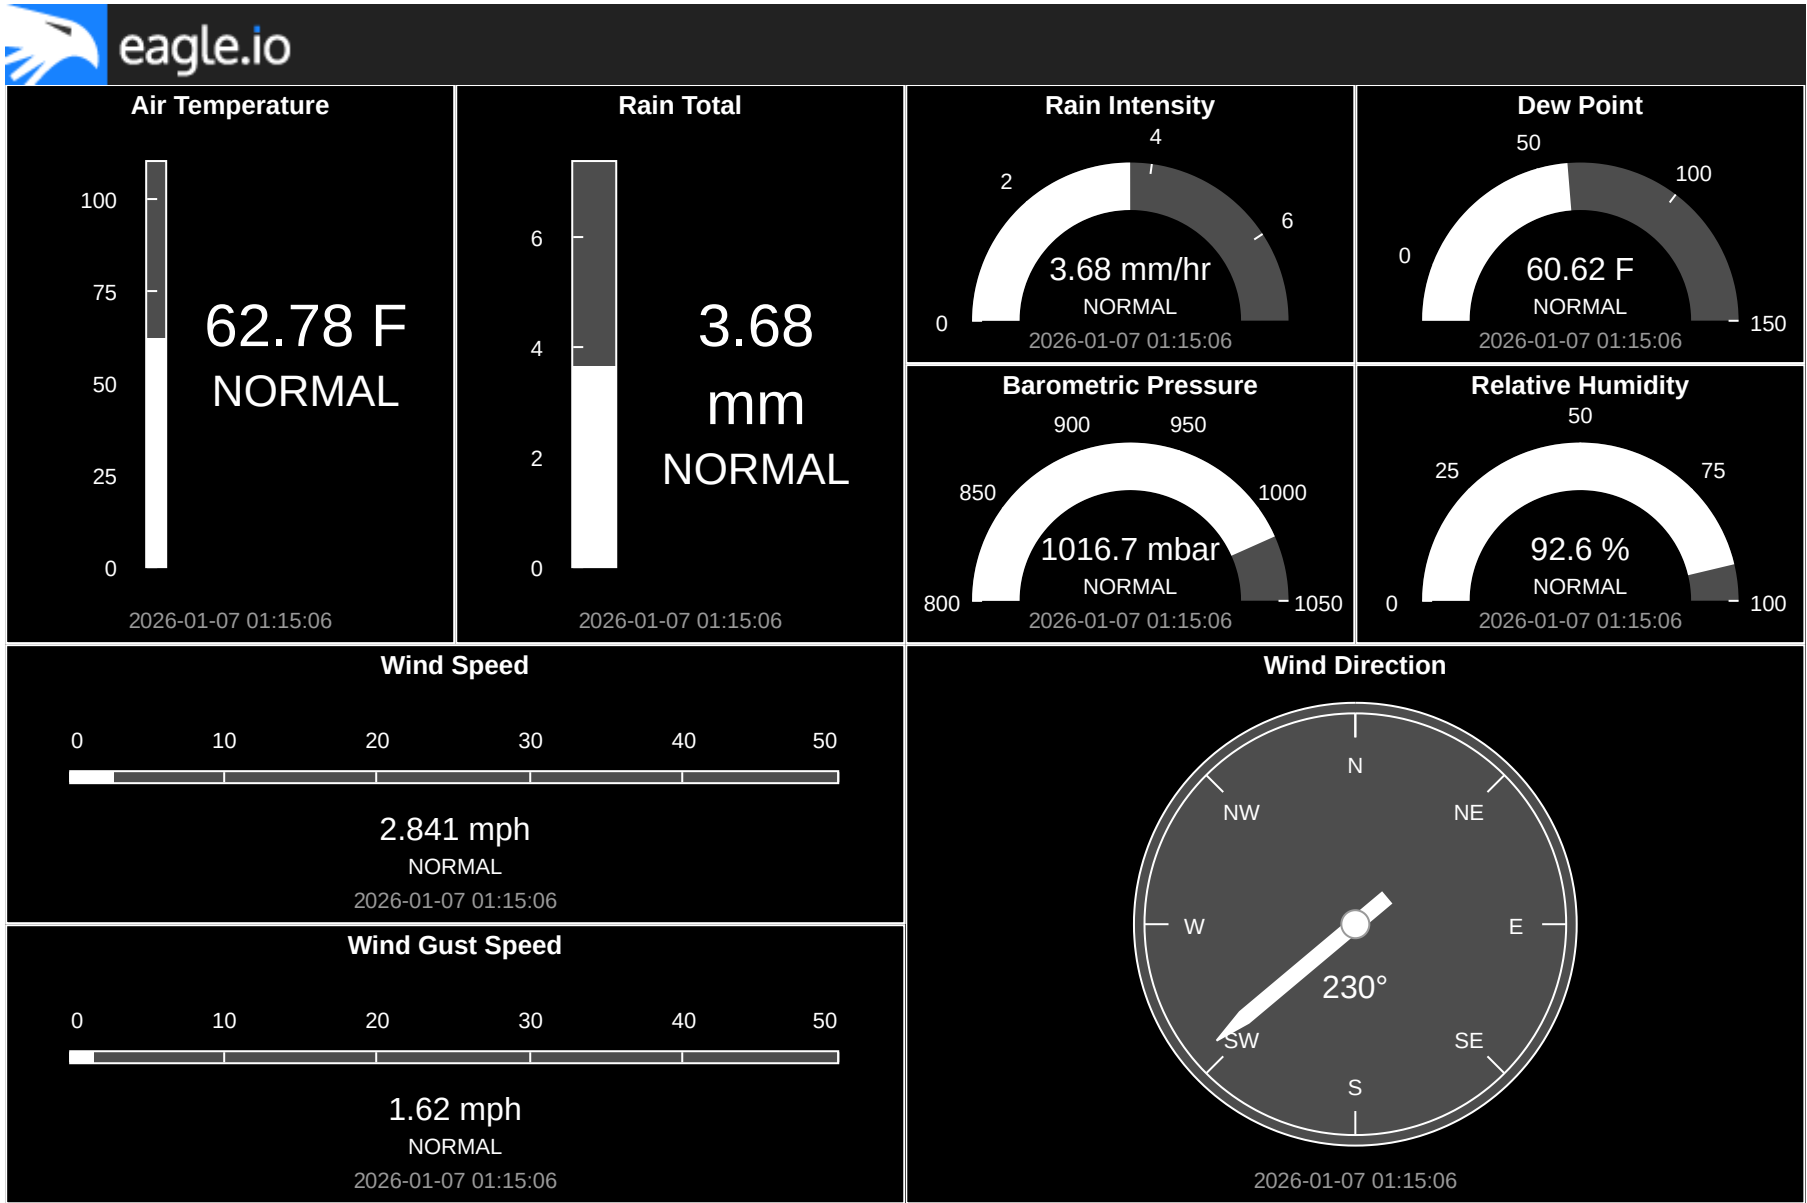 eagle.io
Air Temperature
100
75
50
25
0
62.78 F
NORMAL
2026-01-07 01:15:06
Rain Total
6
4
2
0
3.68
mm
NORMAL
2026-01-07 01:15:06
Rain Intensity
0
2
4
6
3.68 mm/hr
NORMAL
2026-01-07 01:15:06
Dew Point
0
50
100
150
60.62 F
NORMAL
2026-01-07 01:15:06
Barometric Pressure
800
850
900
950
1000
1050
1016.7 mbar
NORMAL
2026-01-07 01:15:06
Relative Humidity
0
25
50
75
100
92.6 %
NORMAL
2026-01-07 01:15:06
Wind Speed
0 10 20 30 40 50
2.841 mph
NORMAL
2026-01-07 01:15:06
Wind Gust Speed
0 10 20 30 40 50
1.62 mph
NORMAL
2026-01-07 01:15:06
Wind Direction
N
NW NE
W E
230°
SW SE
S
2026-01-07 01:15:06